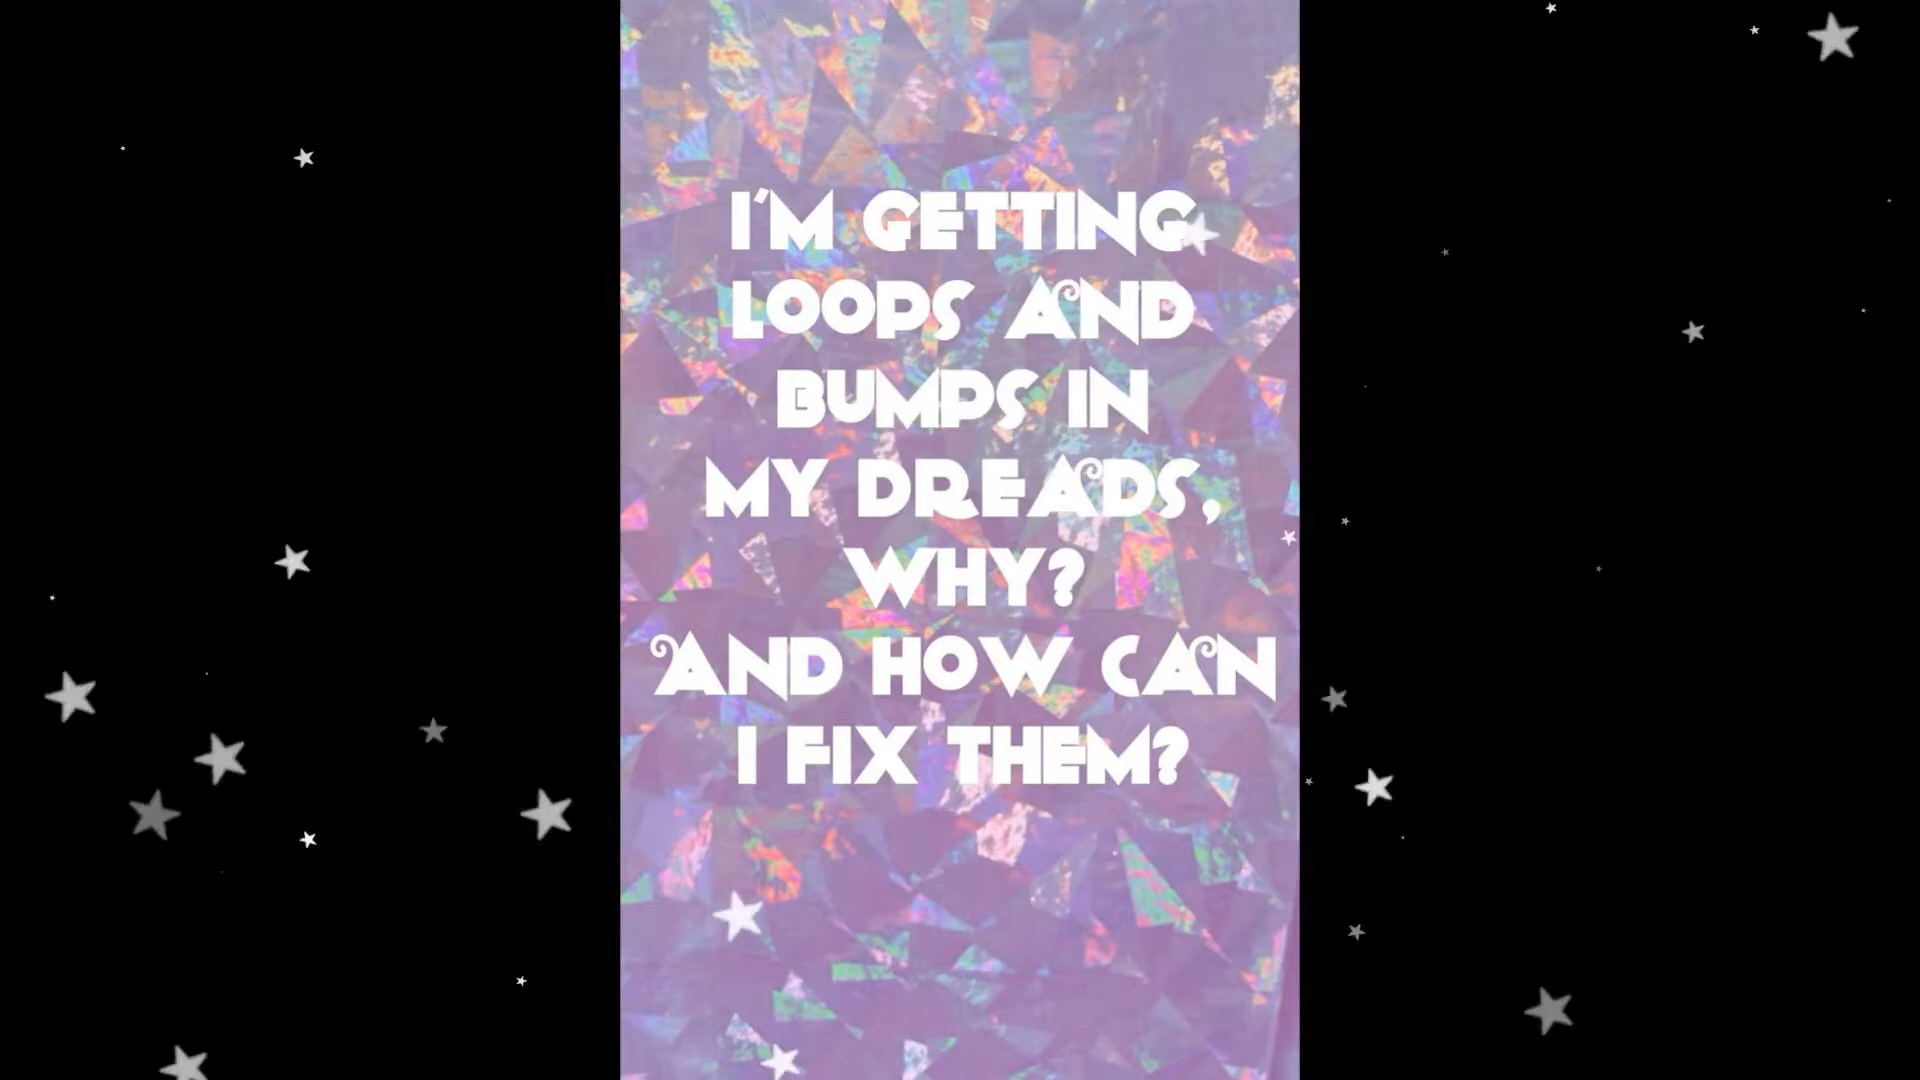 I'M GETTING
LOOPS AND
BUMPS IN
MY DREADS,
WHY?
AND HOW CAN
I FIX THEM?